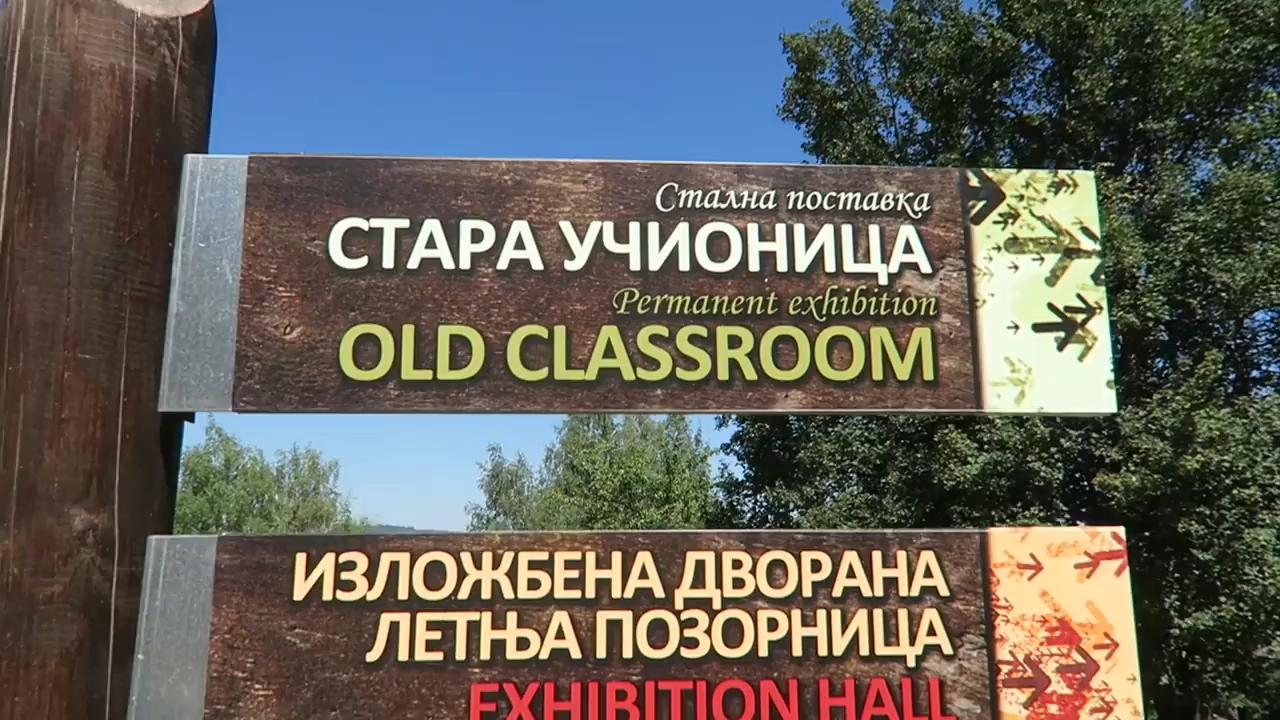 Стална поставка
СТАРА УЧИОНИЦА
Permanent exhibition
OLD CLASSROOM
ИЗЛОЖБЕНА ДВОРАНА
ЛЕТЊА ПОЗОРНИЦА
EXHIBITION HALL